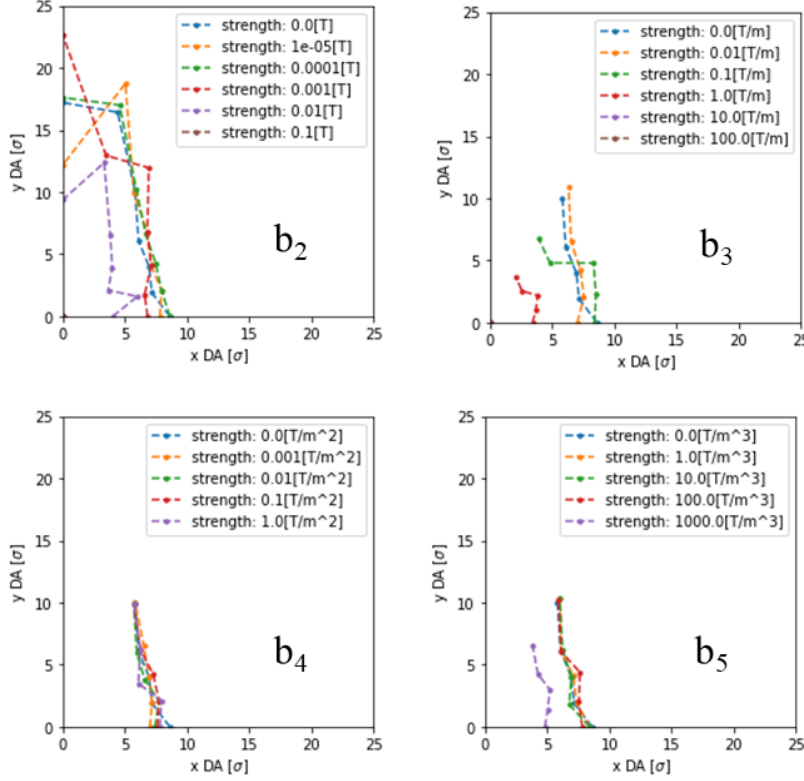 25
20
15
10
5
0
y DA [σ]
0
5
10
15
20
25
x DA [σ]
strength: 0.0[T]
strength: 1e-05[T]
strength: 0.0001[T]
strength: 0.001[T]
strength: 0.01[T]
strength: 0.1[T]
b2
25
20
15
10
5
0
y DA [σ]
0
5
10
15
20
25
x DA [σ]
strength: 0.0[T/m]
strength: 0.01[T/m]
strength: 0.1[T/m]
strength: 1.0[T/m]
strength: 10.0[T/m]
strength: 100.0[T/m]
b3
25
20
15
10
5
0
y DA [σ]
0
5
10
15
20
25
x DA [σ]
strength: 0.0[T/m^2]
strength: 0.001[T/m^2]
strength: 0.01[T/m^2]
strength: 0.1[T/m^2]
strength: 1.0[T/m^2]
b4
25
20
15
10
5
0
y DA [σ]
0
5
10
15
20
25
x DA [σ]
strength: 0.0[T/m^3]
strength: 1.0[T/m^3]
strength: 10.0[T/m^3]
strength: 100.0[T/m^3]
strength: 1000.0[T/m^3]
b5